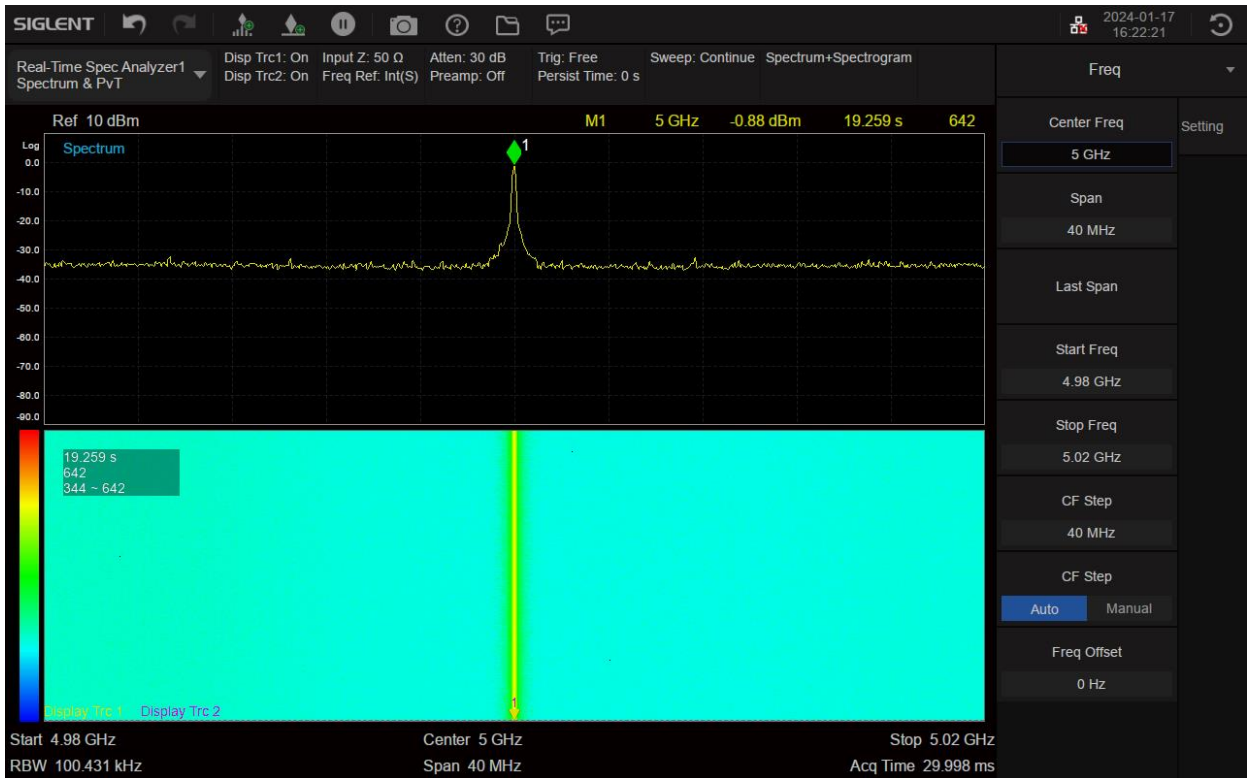 SIGLENT
2024-01-17
16:22:21
Real-Time Spec Analyzer1
Spectrum & PvT
Disp Trc1: On
Disp Trc2: On
Input Z: 50 Ω
Freq Ref: Int(S)
Atten: 30 dB
Preamp: Off
Trig: Free
Persist Time: 0 s
Sweep: Continue
Spectrum+Spectrogram
Freq
Ref 10 dBm
M1 5 GHz -0.88 dBm 19.259 s 642
Log
Spectrum
1
0.0
-10.0
-20.0
-30.0
-40.0
-50.0
-60.0
-70.0
-80.0
-90.0
19.259 s
642
344 ~ 642
1
Display Trc 1 Display Trc 2
Start 4.98 GHz Center 5 GHz Stop 5.02 GHz
RBW 100.431 kHz Span 40 MHz Acq Time 29.998 ms
Center Freq
5 GHz
Setting
Span
40 MHz
Last Span
Start Freq
4.98 GHz
Stop Freq
5.02 GHz
CF Step
40 MHz
CF Step
Auto Manual
Freq Offset
0 Hz